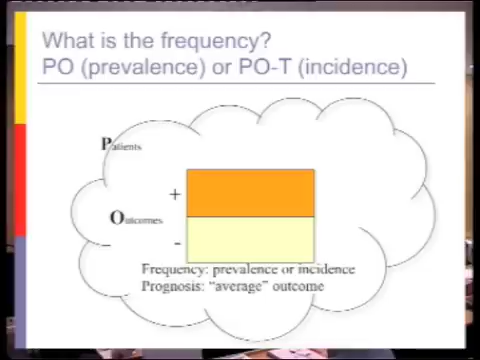 What is the frequency?
PO (prevalence) or PO-T (incidence)
Patients
+
Outcomes
-
Frequency: prevalence or incidence
Prognosis: “average” outcome